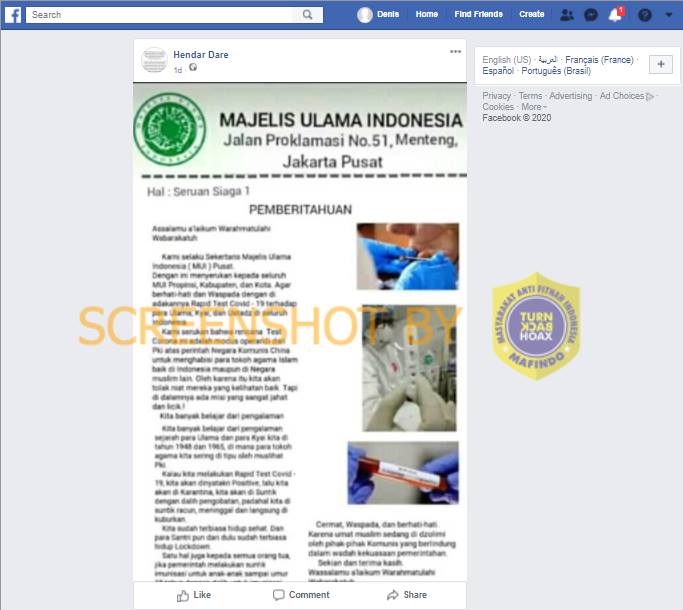 Search
Denis
Home
Find Friends
Create
1
Hendar Dare
1d
English (US) · العربية · Français (France) ·
Español · Português (Brasil)
Privacy · Terms · Advertising · Ad Choices ·
Cookies · More
Facebook © 2020
MAJELIS ULAMA INDONESIA
Jalan Proklamasi No.51, Menteng,
Jakarta Pusat
Hal : Seruan Siaga 1
PEMBERITAHUAN
Assalamu a'laikum Warahmatulahi
Wabarakatuh
Kami selaku Sekertaris Majelis Ulama
Indonesia ( MUI ) Pusat.
Dengan ini menyerukan kepada seluruh
MUI Propinsi, Kabupaten, dan Kota. Agar
berhati-hati dan Waspada dengan di
adakannya Rapid Test Covid - 19 terhadap
para Ulama, Kyai, dan Ustadz di seluruh
Indonesia.
Kami serukan bahwa rencana Test
Corona ini adalah modus operandi dari
Pki atas perintah Negara Komunis China
untuk menghabisi para tokoh agama Islam
baik di Indonesia maupun di Negara
muslim lain. Oleh karena itu kita akan
tolak niat mereka yang kelihatan baik. Tapi
di dalamnya ada misi yang sangat jahat
dan licik.!
Kita banyak belajar dari pengalaman
Kita banyak belajar dari pengalaman
sejarah para Ulama dan para Kyai kita di
tahun 1948 dan 1965, di mana para tokoh
agama kita sering di tipu oleh muslihat
Pki.
Kalau kita melakukan Rapid Test Covid -
19, kita akan dinyatakn Positive, lalu kita
akan di Karantina, kita akan di Suntik
dengan dalih pengobatan, padahal kita di
suntik racun, meninggal dan langsung di
kuburkan.
Kita sudah terbiasa hidup sehat. Dan
para Santri pun dari dulu sudah terbiasa
hidup Lockdown.
Satu hal juga kepada semua orang tua,
jika pemerintah melakukan suntik
imunisasi untuk anak-anak sampai umur
Cermat, Waspada, dan berhati-hati.
Karena umat muslim sedang di dzolimi
oleh pihak-pihak Komunis yang berlindung
dalam wadah kekuasaan pemerintahan.
Sekian dan terima kasih.
Wassalamu a'laikum Warahmatulahi
Wabarakatuh
SCREENSHOT BY
MASYARAKAT ANTI FITNAH INDONESIA
TURN
BACK
HOAX
MAFINDO
Like
Comment
Share